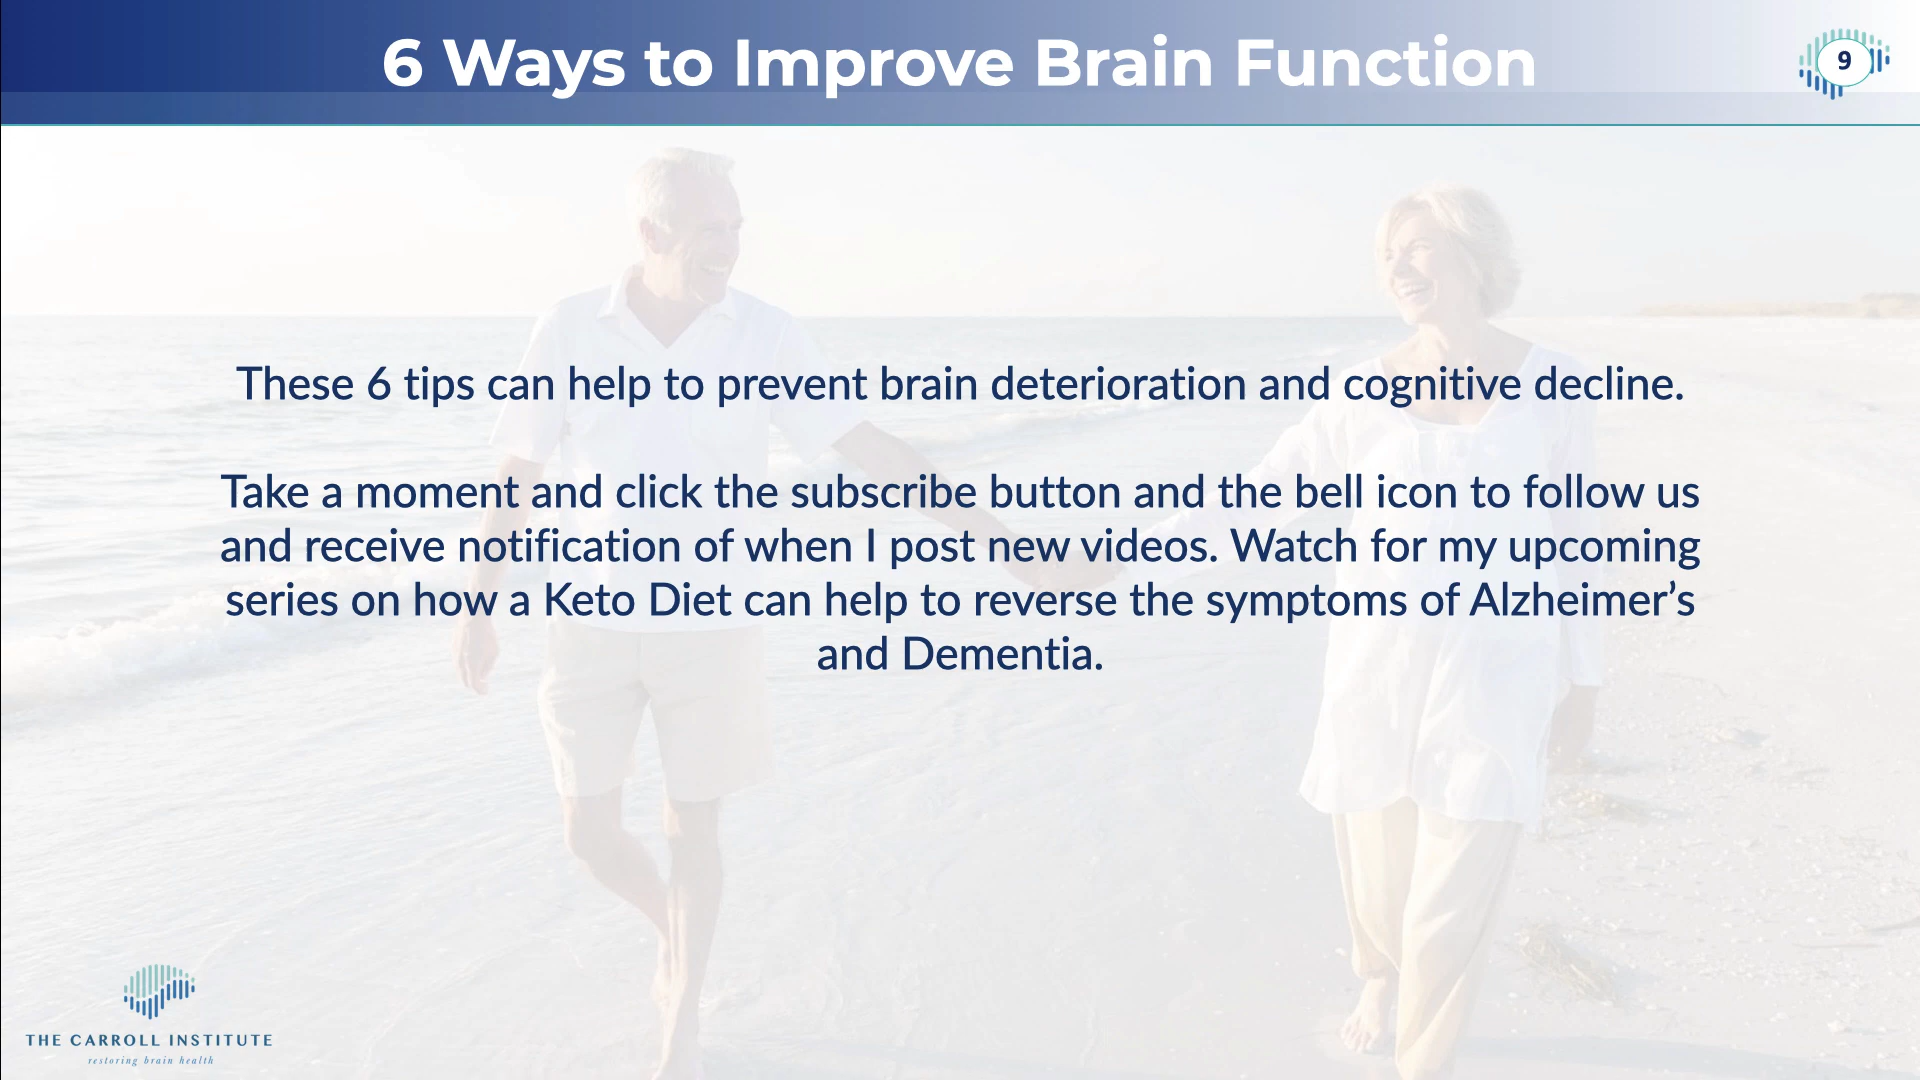 6 Ways to Improve Brain Function
9
These 6 tips can help to prevent brain deterioration and cognitive decline.
Take a moment and click the subscribe button and the bell icon to follow us
and receive notification of when I post new videos. Watch for my upcoming
series on how a Keto Diet can help to reverse the symptoms of Alzheimer’s
and Dementia.
THE CARROLL INSTITUTE
restoring brain health